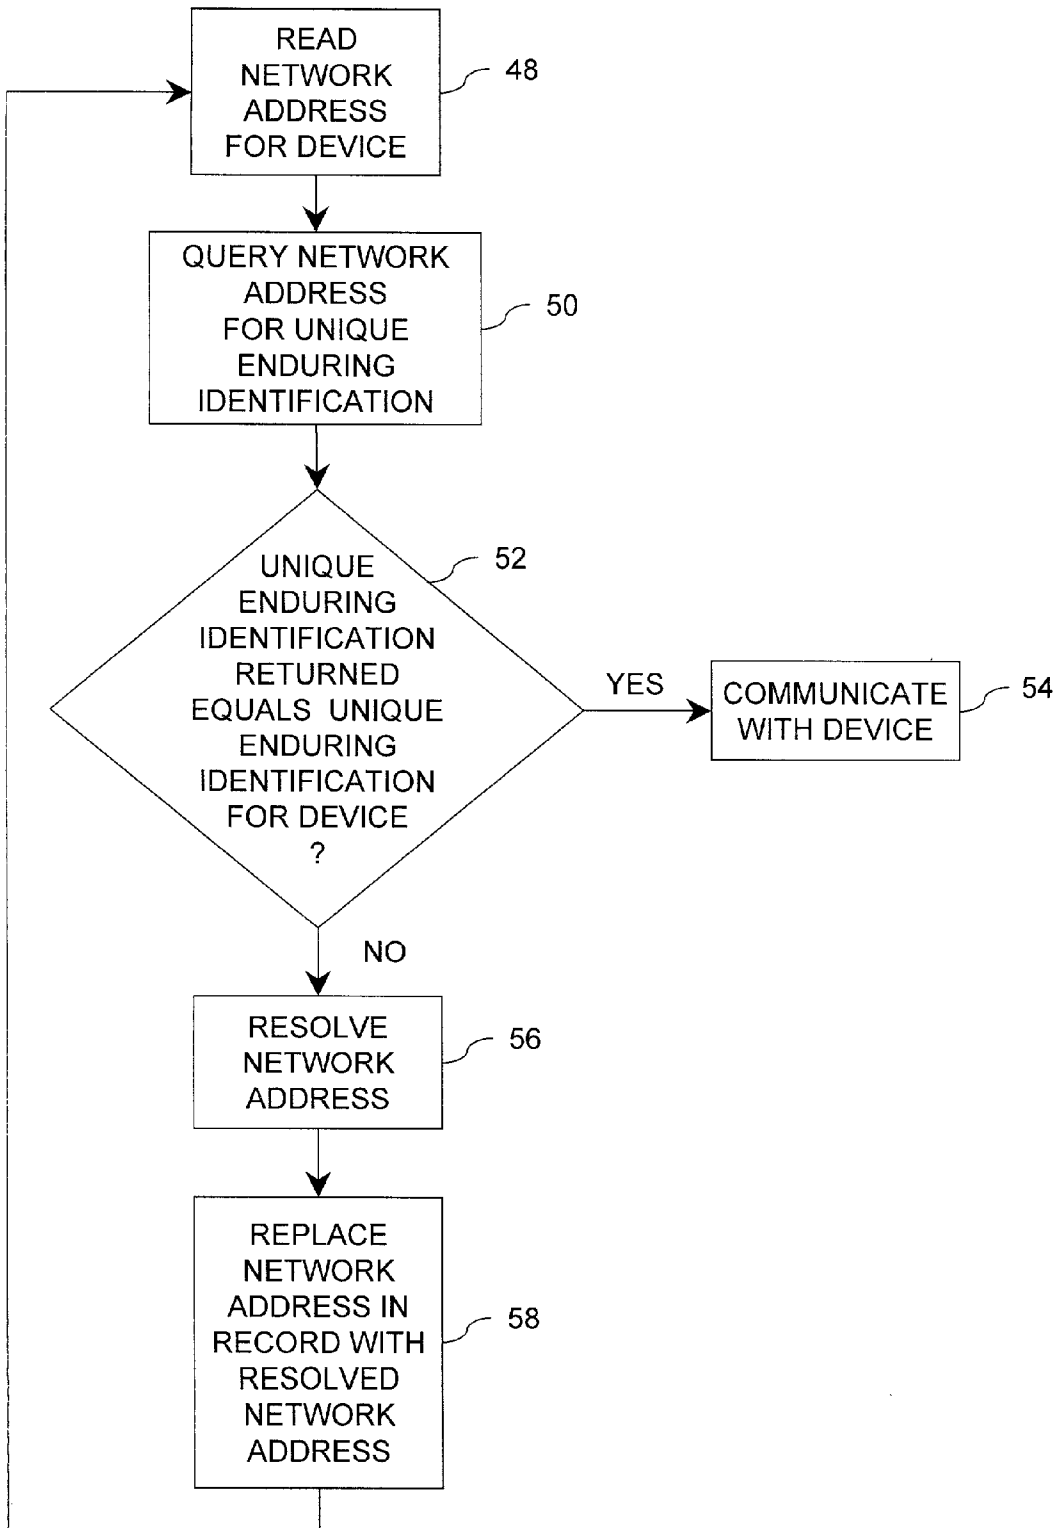 READ
NETWORK
ADDRESS
FOR DEVICE
48
QUERY NETWORK
ADDRESS
FOR UNIQUE
ENDURING
IDENTIFICATION
50
UNIQUE
ENDURING
IDENTIFICATION
RETURNED
EQUALS UNIQUE
ENDURING
IDENTIFICATION
FOR DEVICE
?
52
YES
COMMUNICATE
WITH DEVICE
54
NO
RESOLVE
NETWORK
ADDRESS
56
REPLACE
NETWORK
ADDRESS IN
RECORD WITH
RESOLVED
NETWORK
ADDRESS
58